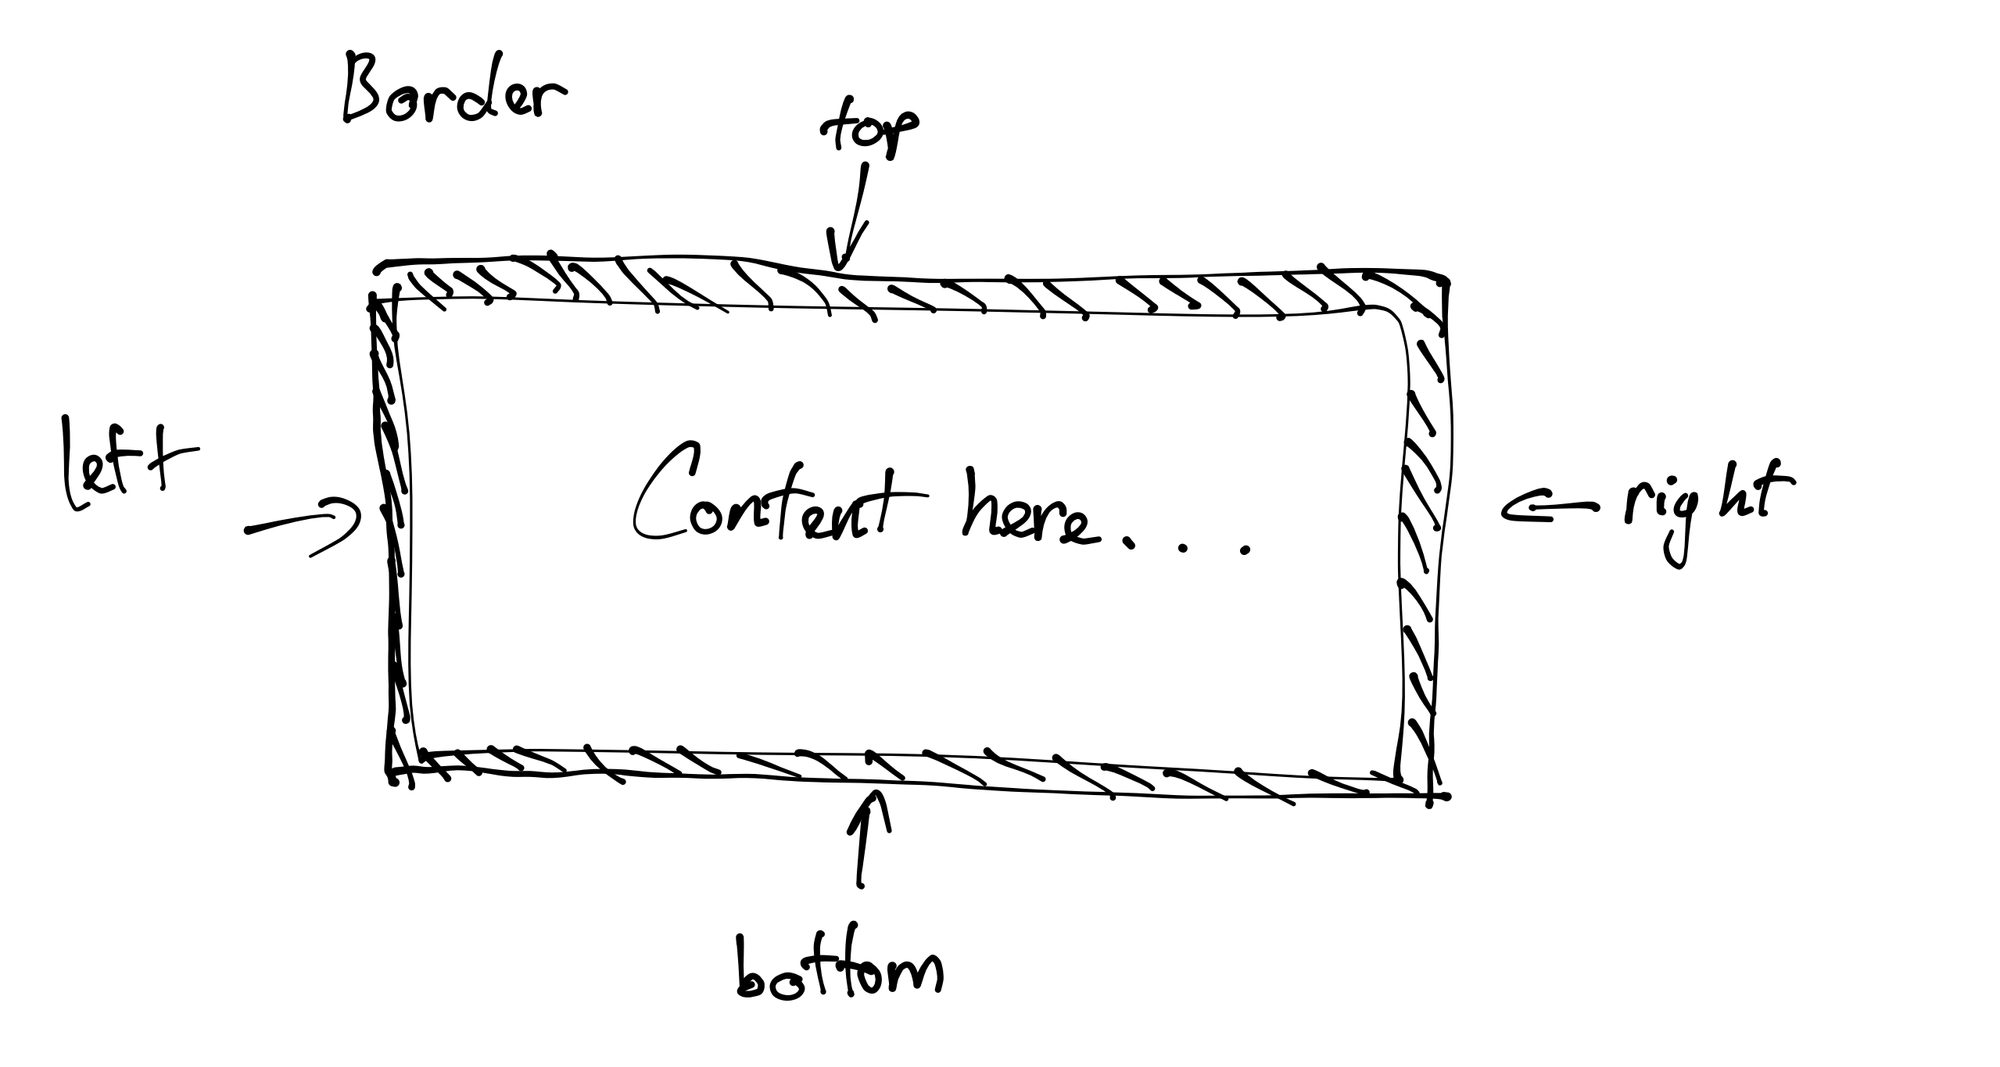 Border
top
left
Content here...
right
bottom